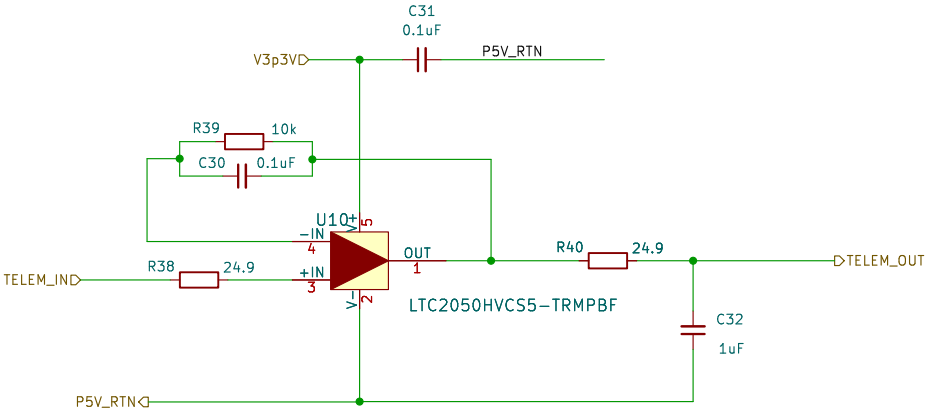 C31
0.1uF
V3p3V
P5V_RTN
R39
10k
C30
0.1uF
U10
V+
5
-IN
4
OUT
1
R40
24.9
TELEM_IN
R38
24.9
+IN
3
V-
2
TELEM_OUT
LTC2050HVCS5-TRMPBF
C32
1uF
P5V_RTN